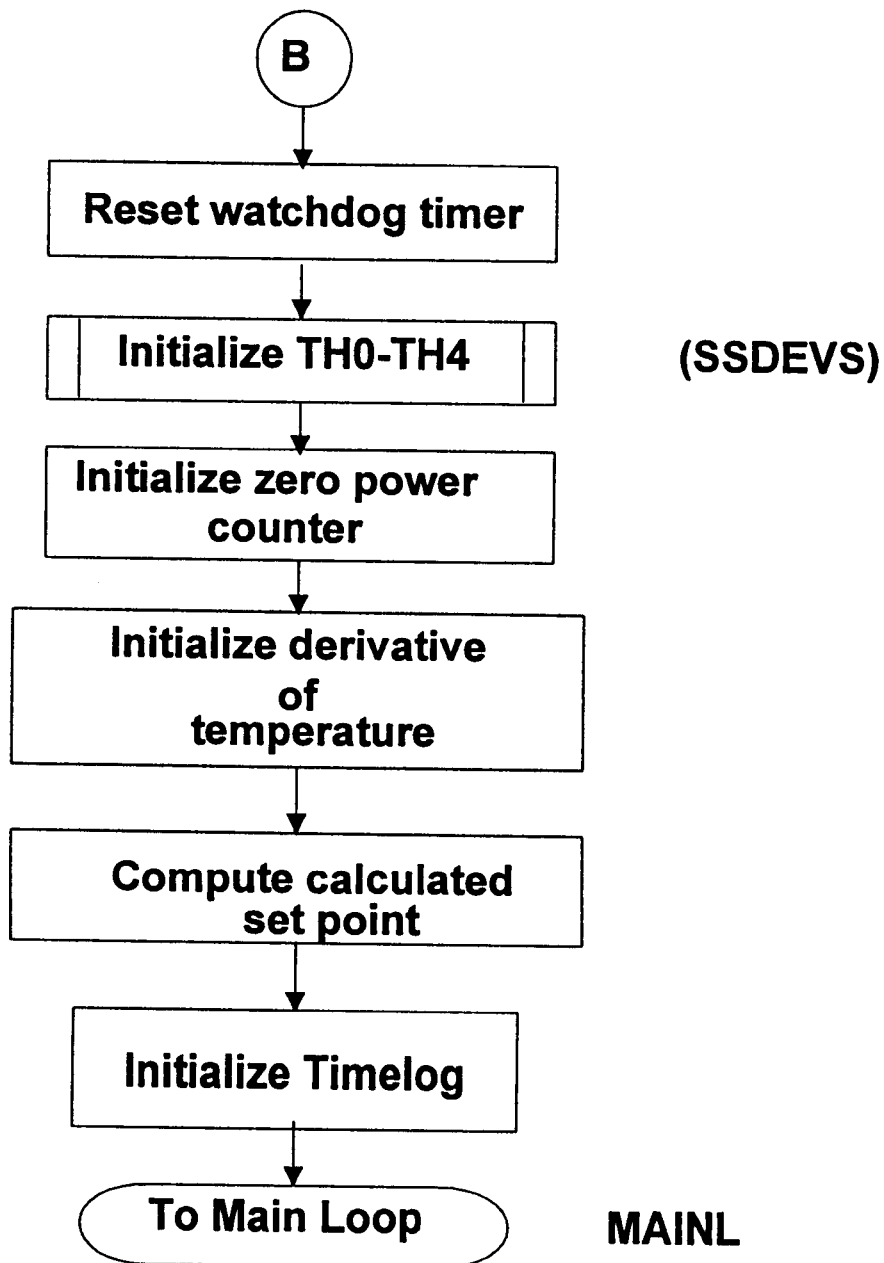 B
Reset watchdog timer
Initialize TH0-TH4
(SSDEVS)
Initialize zero power
counter
Initialize derivative
of
temperature
Compute calculated
set point
Initialize Timelog
To Main Loop
MAINL